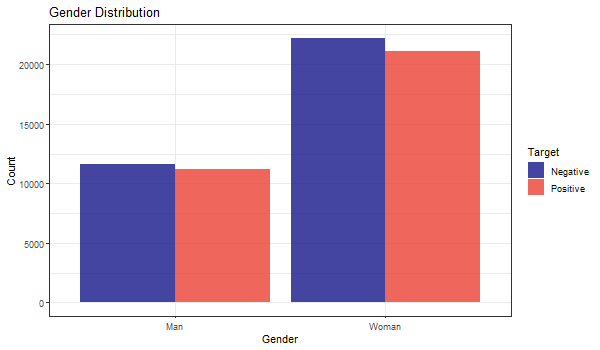 Gender Distribution
20000
15000
10000
5000
0
Count
Man
Woman
Gender
Target
Negative
Positive